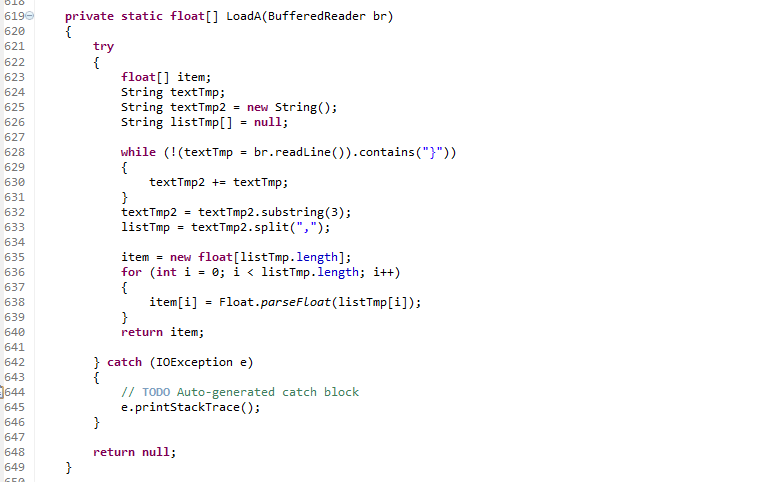 618
619 private static float[] LoadA(BufferedReader br)
620 {
621 try
622 {
623 float[] item;
624 String textTmp;
625 String textTmp2 = new String();
626 String listTmp[] = null;
627
628 while (!(textTmp = br.readLine()).contains("}"))
629 {
630 textTmp2 += textTmp;
631 }
632 textTmp2 = textTmp2.substring(3);
633 listTmp = textTmp2.split(",");
634
635 item = new float[listTmp.length];
636 for (int i = 0; i < listTmp.length; i++)
637 {
638 item[i] = Float.parseFloat(listTmp[i]);
639 }
640 return item;
641
642 } catch (IOException e)
643 {
644 // TODO Auto-generated catch block
645 e.printStackTrace();
646 }
647
648 return null;
649 }
650